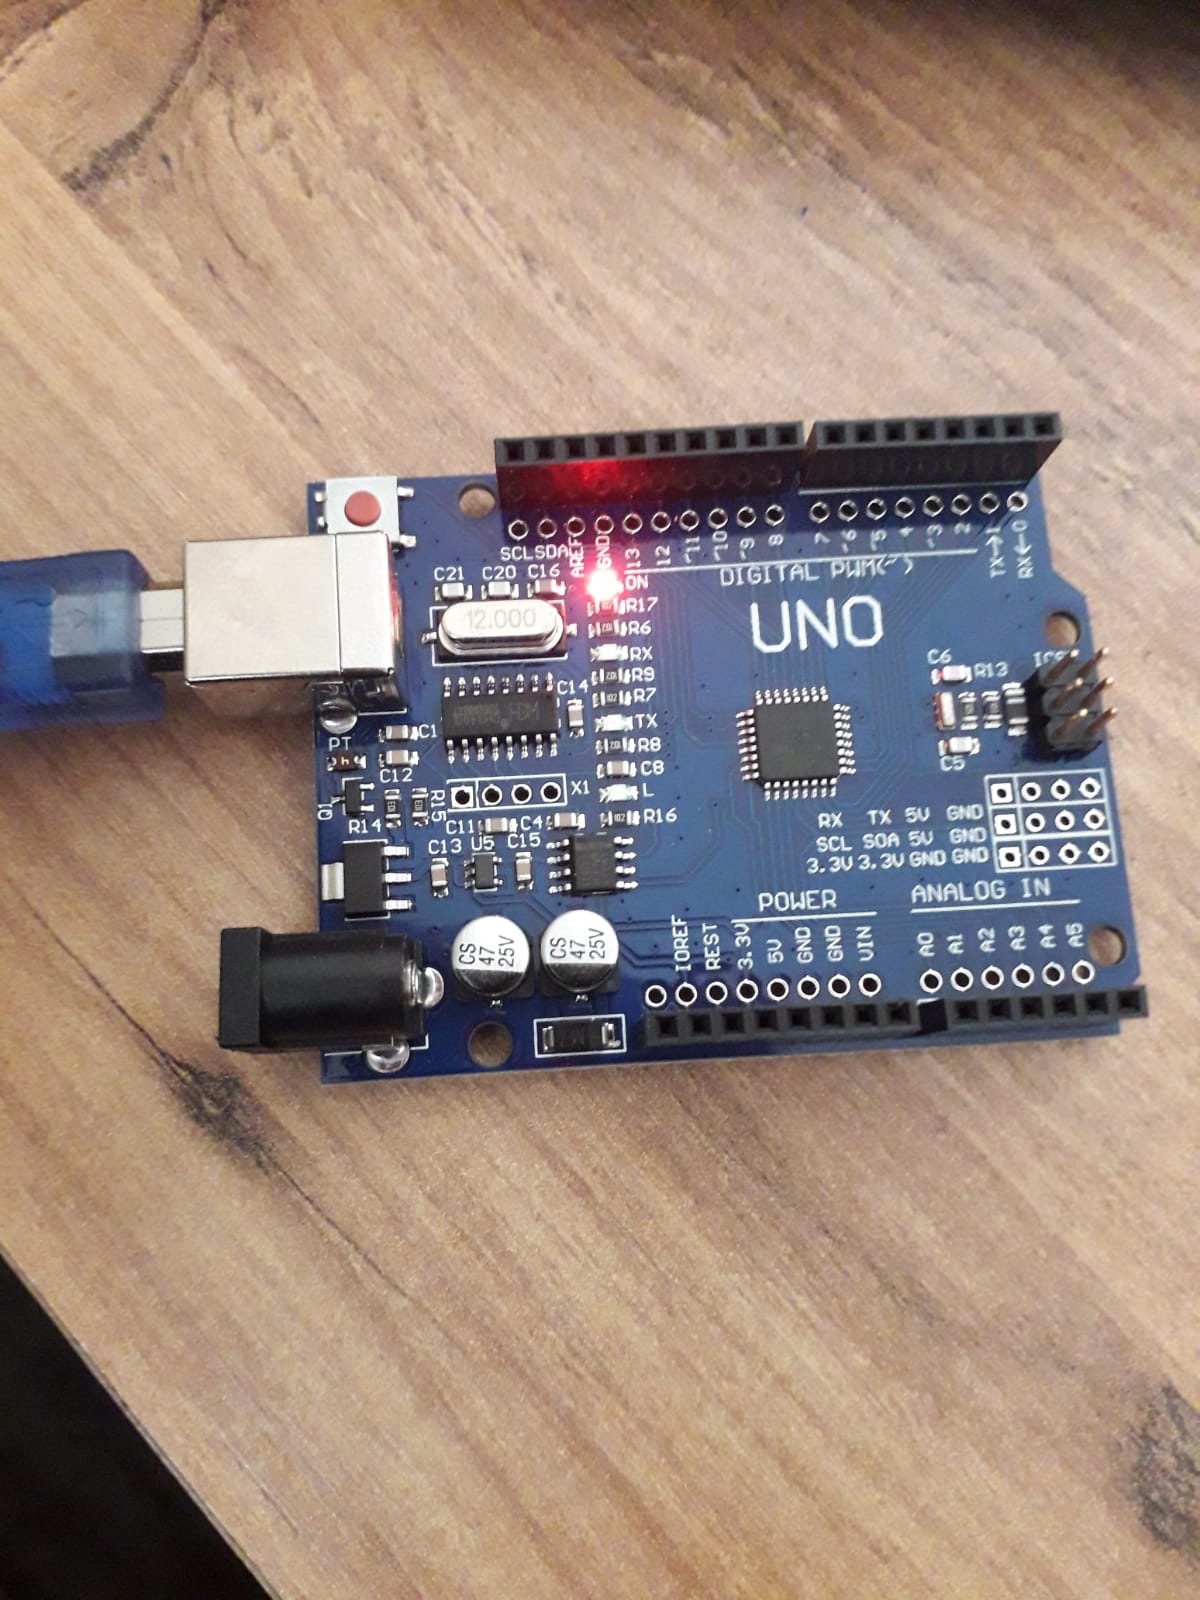 SCL SDA AREF GND 13 12 ~11 ~10 ~9 8 7 ~6 ~5 4 ~3 2 TX→1 RX←0
DIGITAL PWM(~)
UNO
C21 C20 C16
ON
R17
R6
RX
R9
R7
TX
R8
C8
L
R16
12.000
C14
C1
PT
C12
Q1
R14
R15
X1
C11
C4
C13
U5
C15
C6
R13
C5
RX TX 5V GND
SCL SOA 5V GND
3.3V 3.3V GND GND
POWER
ANALOG IN
IOREF REST 3.3V 5V GND GND VIN A0 A1 A2 A3 A4 A5
CS
47
25V
CS
47
25V
M7